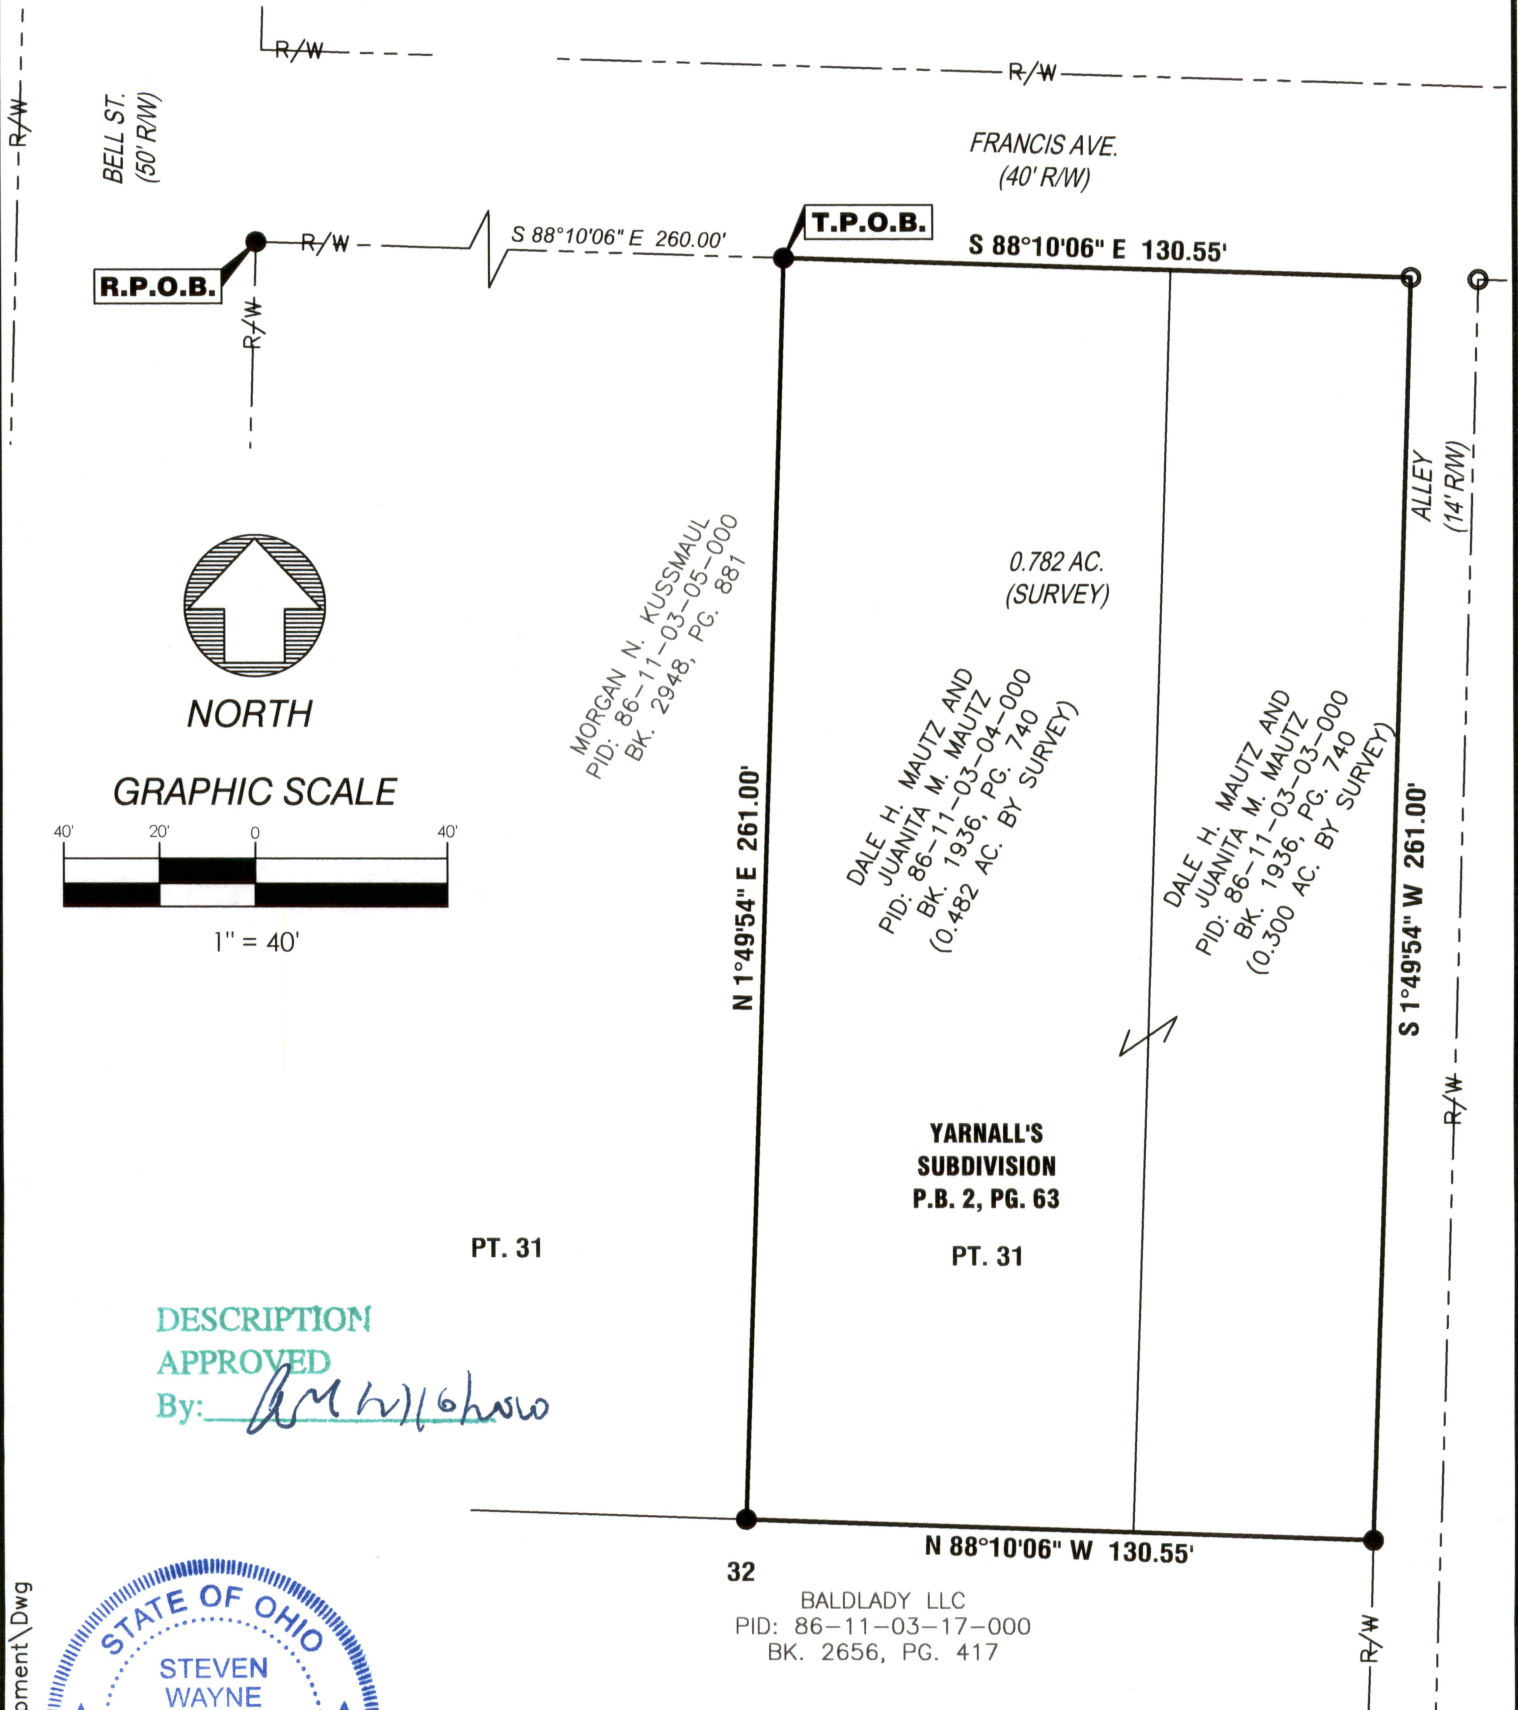 R/W
R/W
R/W
BELL ST.
(50' R/W)
FRANCIS AVE.
(40' R/W)
R/W
S 88°10'06" E 260.00'
T.P.O.B.
S 88°10'06" E 130.55'
R.P.O.B.
R/W
ALLEY
(14' R/W)
MORGAN N. KUSSMAUL
PID: 86-11-03-05-000
BK. 2948, PG. 881
0.782 AC.
(SURVEY)
NORTH
GRAPHIC SCALE
40' 20' 0 40'
1" = 40'
N 1°49'54" E 261.00'
DALE H. MAUTZ AND
JUANITA M. MAUTZ
PID: 86-11-03-04-000
BK. 1936, PG. 740
(0.482 AC. BY SURVEY)
DALE H. MAUTZ AND
JUANITA M. MAUTZ
PID: 86-11-03-03-000
BK. 1936, PG. 740
(0.300 AC. BY SURVEY)
S 1°49'54" W 261.00'
R/W
YARNALL'S
SUBDIVISION
P.B. 2, PG. 63
PT. 31
PT. 31
DESCRIPTION
APPROVED
By:
N 88°10'06" W 130.55'
32
BALDLADY LLC
PID: 86-11-03-17-000
BK. 2656, PG. 417
R/W
STATE OF OHIO
STEVEN
WAYNE
pment\Dwg